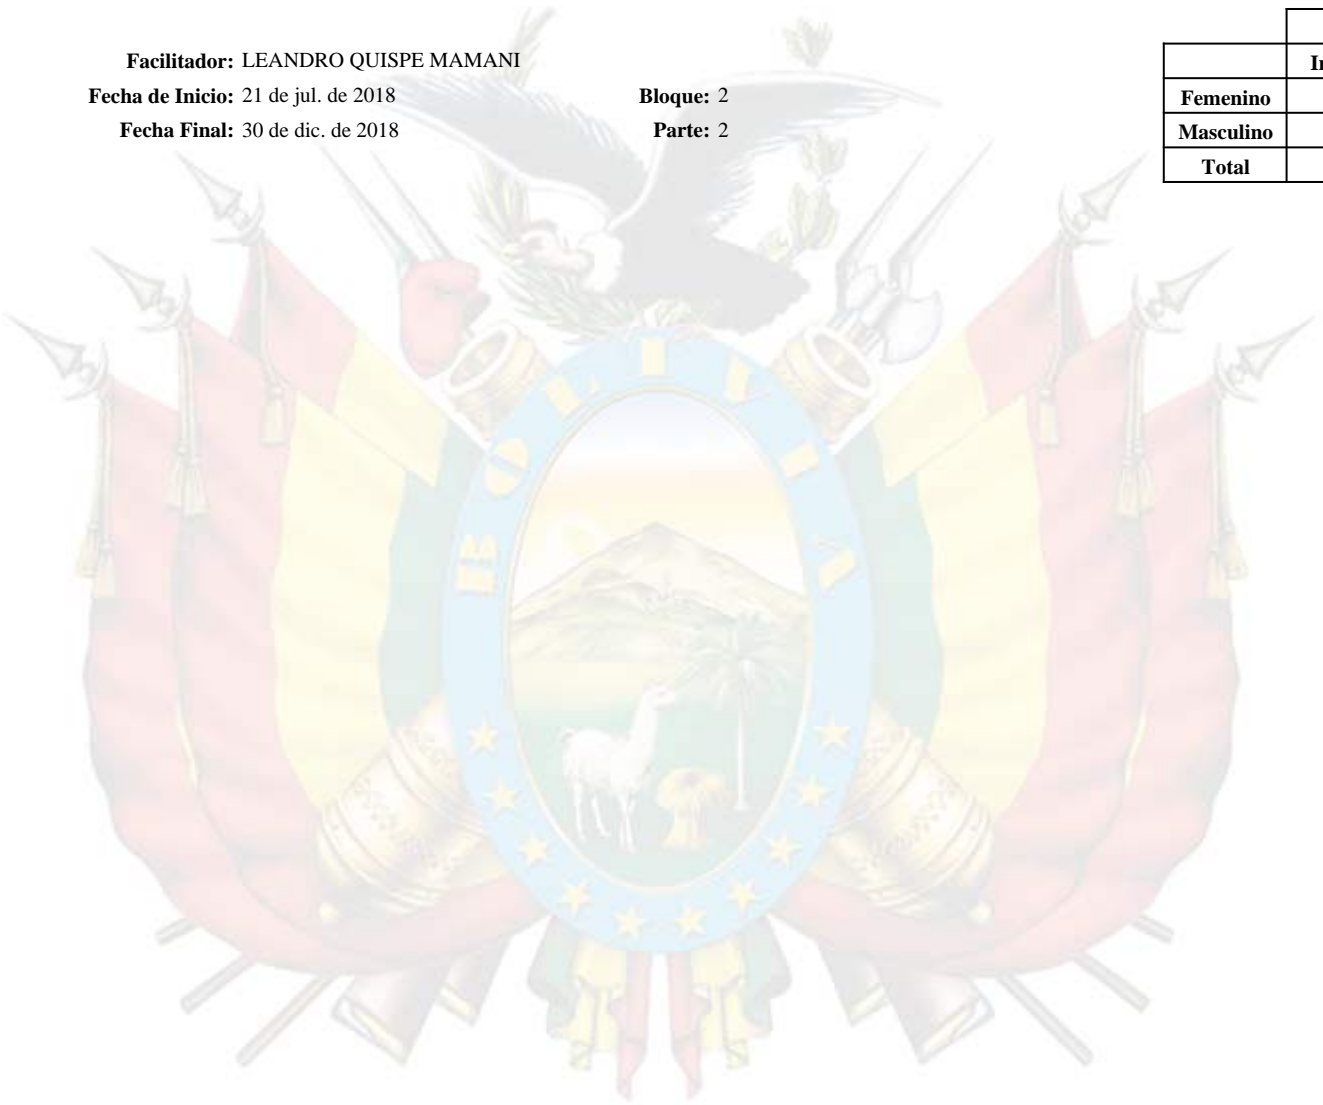 Facilitador: LEANDRO QUISPE MAMANI
Fecha de Inicio: 21 de jul. de 2018 Bloque: 2
Fecha Final: 30 de dic. de 2018 Parte: 2
Femenino
Masculino
Total
BOLIVIA